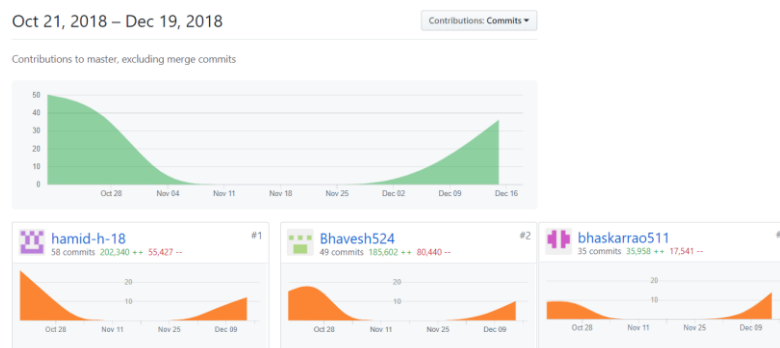 Oct 21, 2018 – Dec 19, 2018
Contributions: Commits
Contributions to master, excluding merge commits
50
40
30
20
10
0
Oct 28 Nov 04 Nov 11 Nov 18 Nov 25 Dec 02 Dec 09 Dec 16
hamid-h-18 #1
58 commits 202,340 ++ 55,427 --
20
10
Oct 28 Nov 11 Nov 25 Dec 09
Bhavesh524 #2
49 commits 185,602 ++ 80,440 --
20
10
Oct 28 Nov 11 Nov 25 Dec 09
bhaskarrao511 #
35 commits 35,958 ++ 17,541 --
20
10
Oct 28 Nov 11 Nov 25 Dec 09